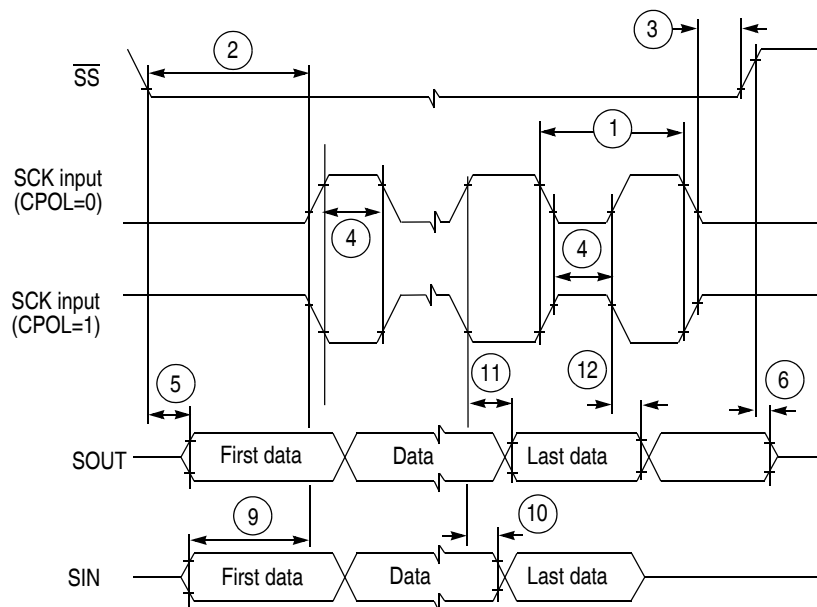 3
2
SS
1
SCK input
(CPOL=0)
4
4
SCK input
(CPOL=1)
5
11
12
6
SOUT
First data
Data
Last data
9
10
SIN
First data
Data
Last data